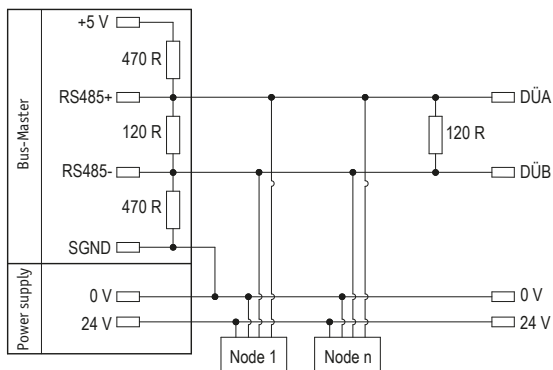 Bus-Master
+5 V
470 R
RS485+
120 R
RS485-
470 R
SGND
DÜA
120 R
DÜB
Power supply
0 V
24 V
0 V
24 V
Node 1
Node n